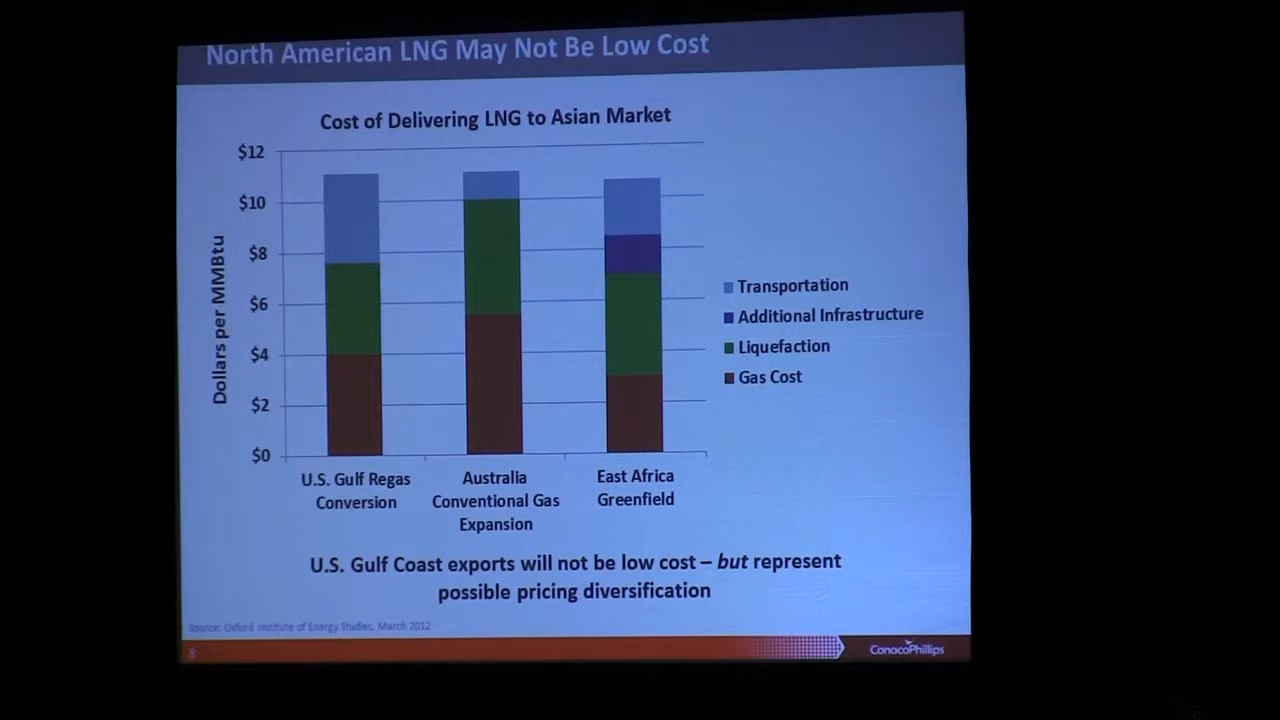 North American LNG May Not Be Low Cost
Cost of Delivering LNG to Asian Market
$12
$10
$8
$6
$4
$2
$0
Dollars per MMBtu
U.S. Gulf Regas
Conversion
Australia
Conventional Gas
Expansion
East Africa
Greenfield
Transportation
Additional Infrastructure
Liquefaction
Gas Cost
U.S. Gulf Coast exports will not be low cost – but represent
possible pricing diversification
Source: Oxford Institute of Energy Studies, March 2012
8
ConocoPhillips